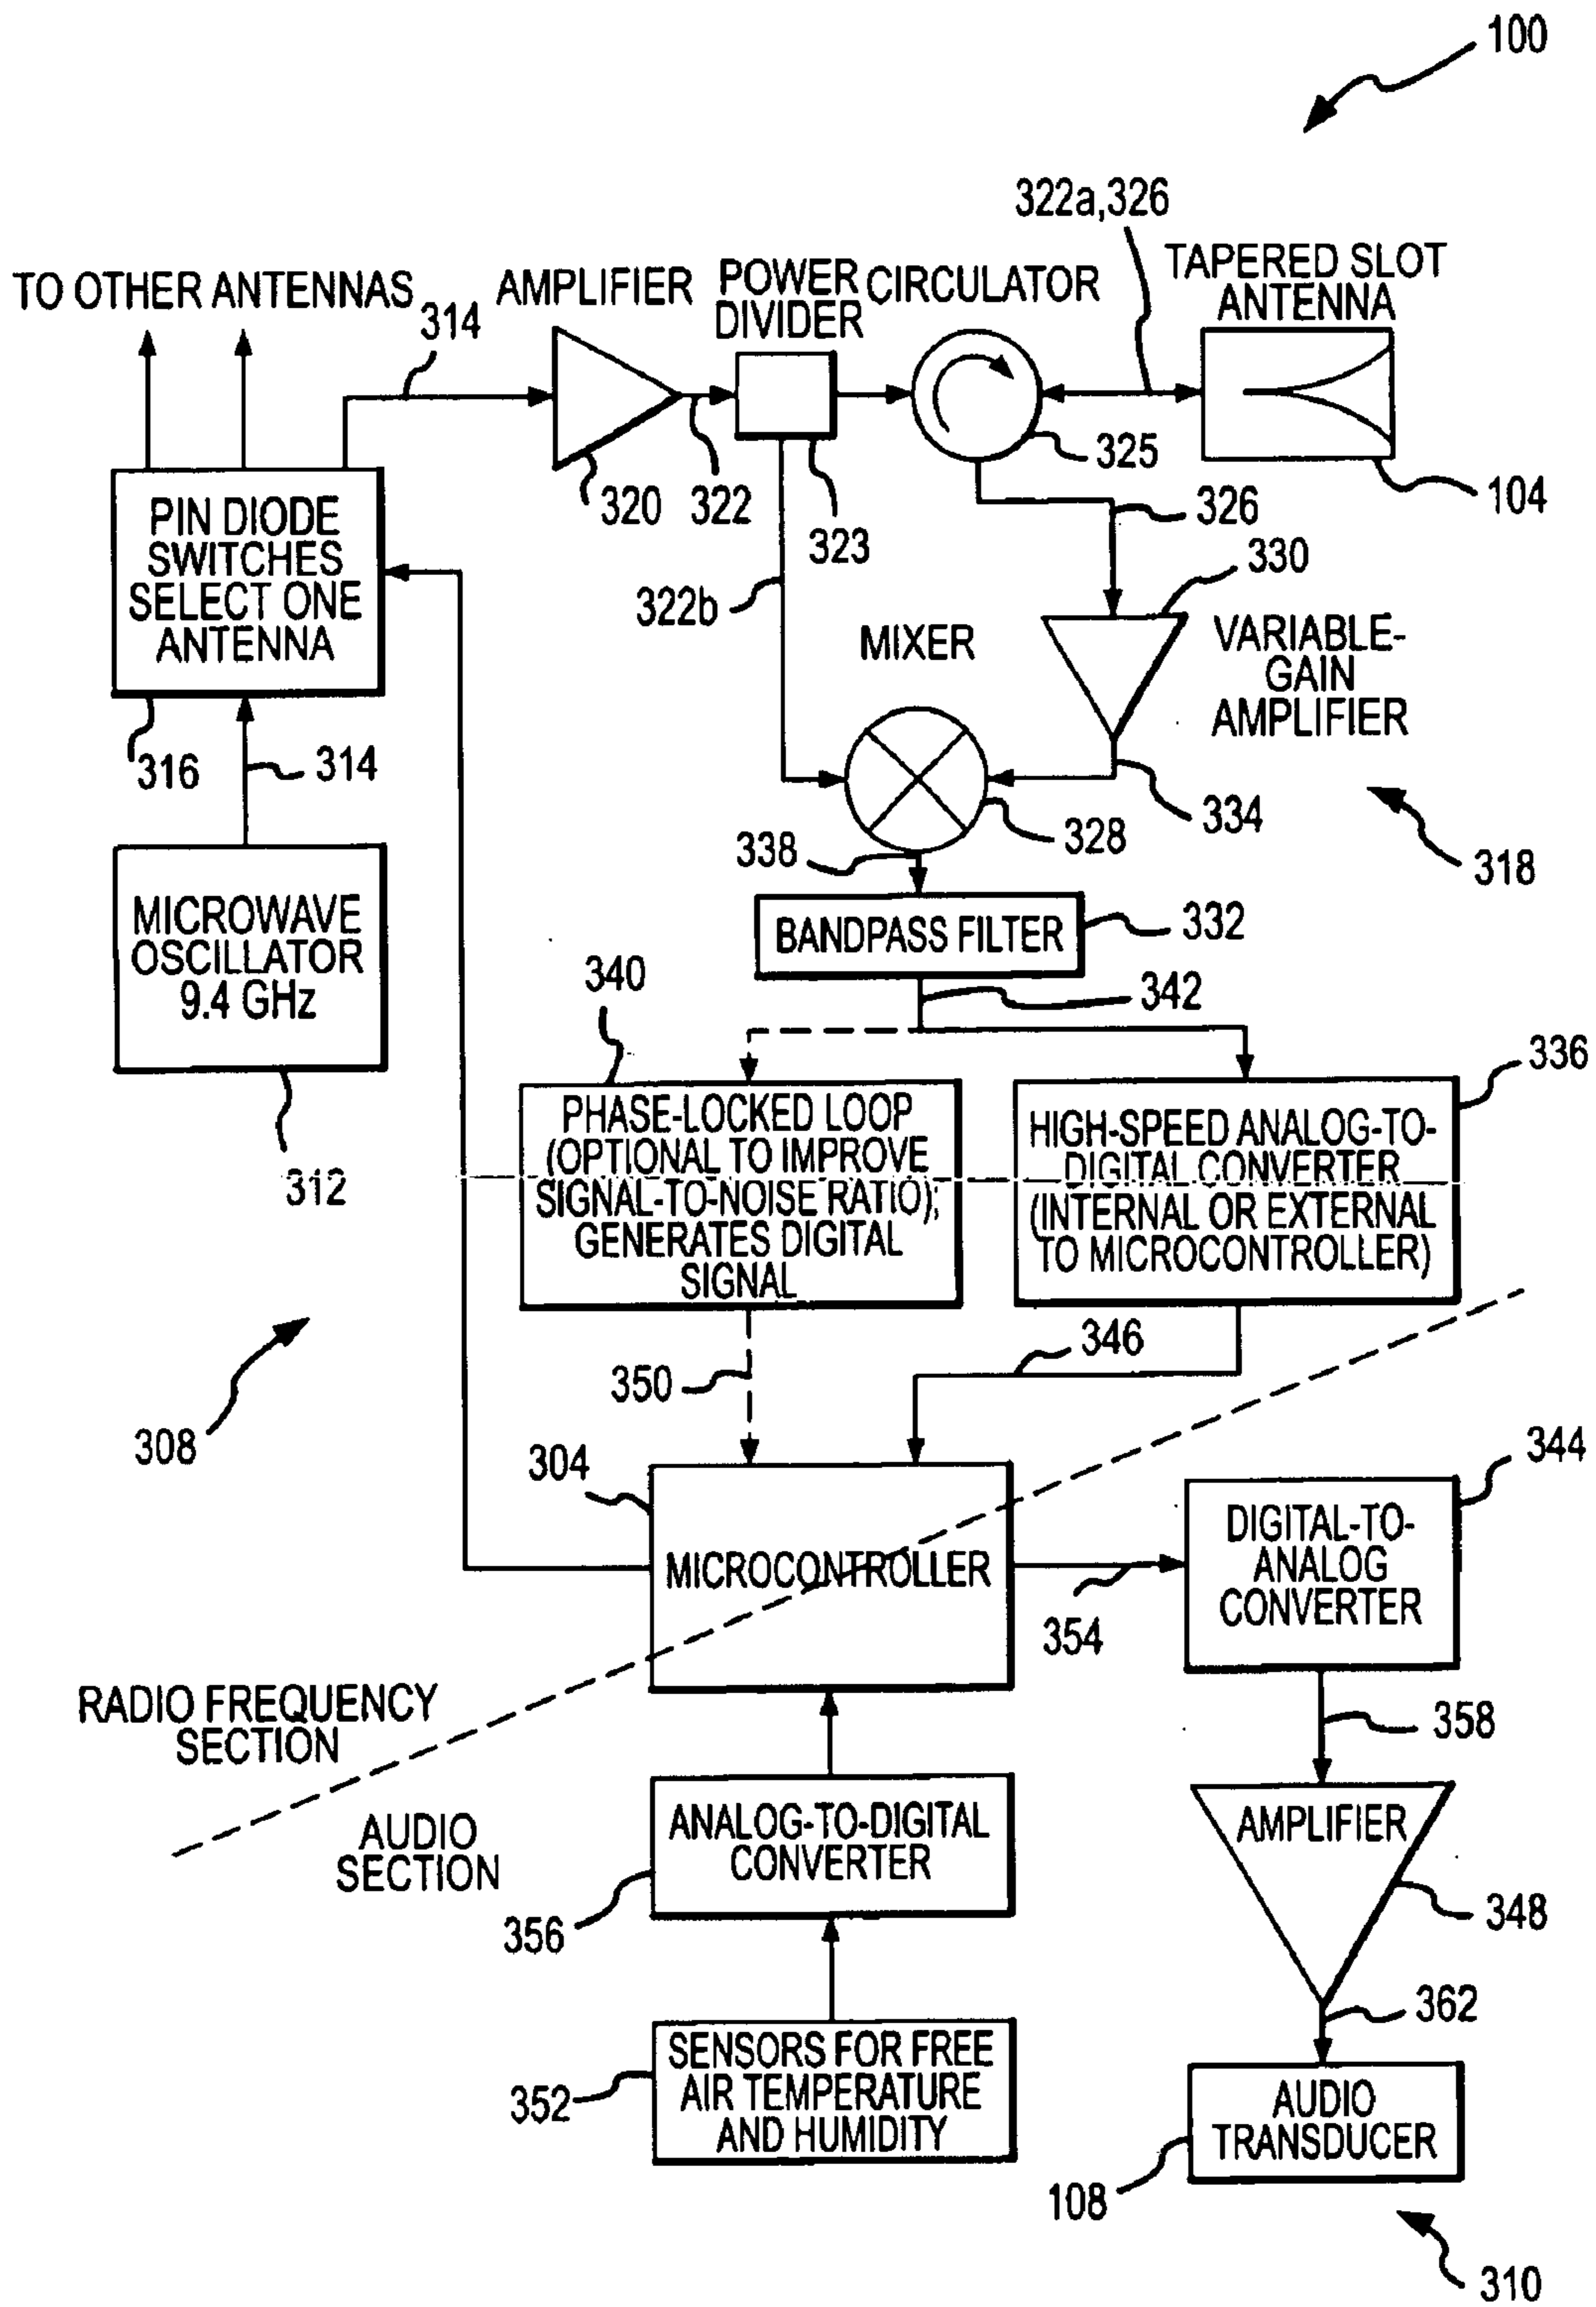 100
322a,326
TO OTHER ANTENNAS
314
AMPLIFIER
POWER
DIVIDER
CIRCULATOR
TAPERED SLOT
ANTENNA
320
322
323
325
104
326
PIN DIODE
SWITCHES
SELECT ONE
ANTENNA
322b
330
MIXER
VARIABLE-
GAIN
AMPLIFIER
316
314
328
334
318
338
MICROWAVE
OSCILLATOR
9.4 GHz
312
BANDPASS FILTER
332
340
342
336
PHASE-LOCKED LOOP
(OPTIONAL TO IMPROVE
SIGNAL-TO-NOISE RATIO);
GENERATES DIGITAL
SIGNAL
HIGH-SPEED ANALOG-TO-
DIGITAL CONVERTER
(INTERNAL OR EXTERNAL
TO MICROCONTROLLER)
308
350
346
304
344
MICROCONTROLLER
354
DIGITAL-TO-
ANALOG
CONVERTER
RADIO FREQUENCY
SECTION
358
AUDIO
SECTION
ANALOG-TO-DIGITAL
CONVERTER
356
AMPLIFIER
348
362
SENSORS FOR FREE
AIR TEMPERATURE
AND HUMIDITY
352
AUDIO
TRANSDUCER
108
310